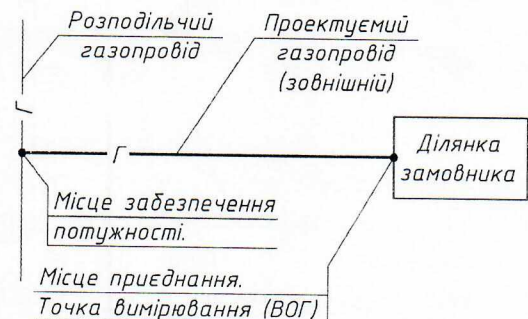 Розподільчий
газопровід
Проектуємий
газопровід
(зовнішній)
Г
Г
Ділянка
замовника
Місце забезпечення
потужності.
Місце приєднання.
Точка вимірювання (ВОГ)